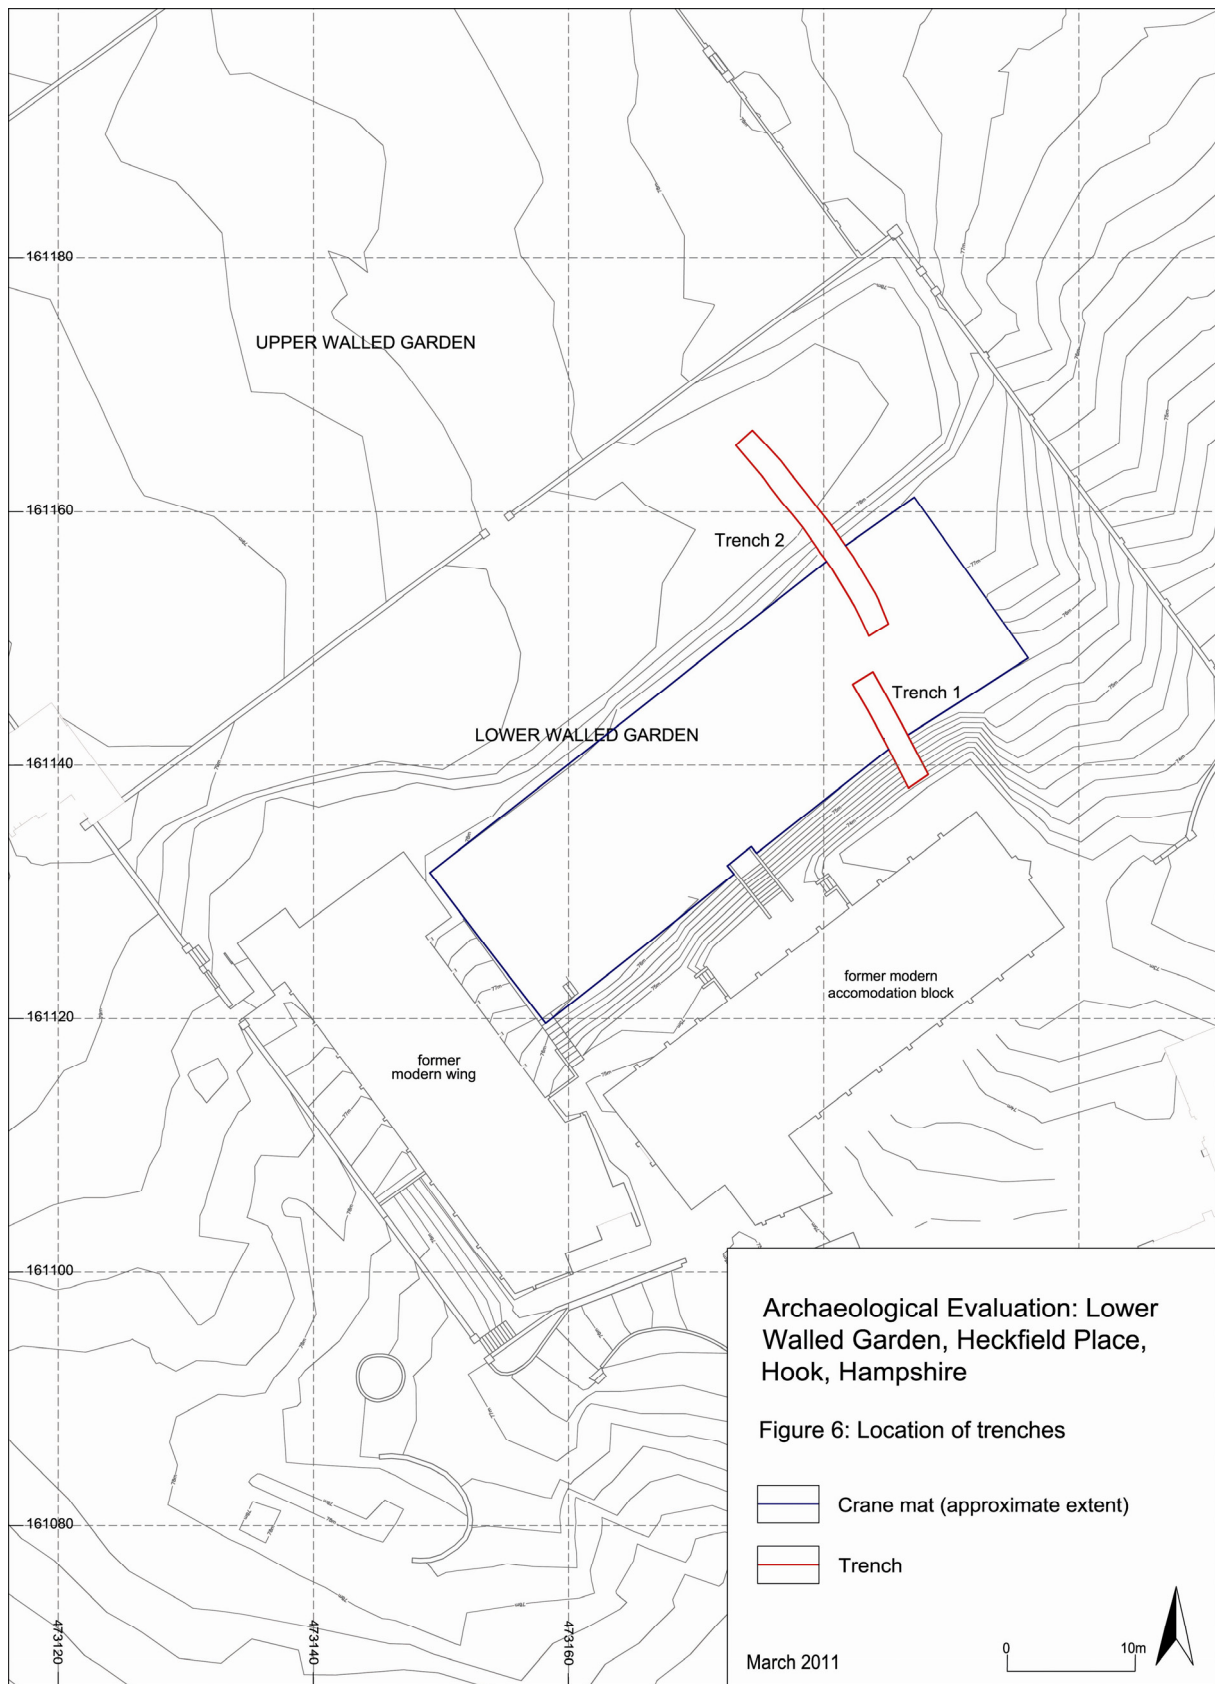 161180
UPPER WALLED GARDEN
161160
Trench 2
Trench 1
LOWER WALLED GARDEN
161140
former modern
accomodation block
161120
former
modern wing
161100
Archaeological Evaluation: Lower
Walled Garden, Heckfield Place,
Hook, Hampshire
Figure 6: Location of trenches
Crane mat (approximate extent)
161080
Trench
473120
473140
473160
0
10m
March 2011